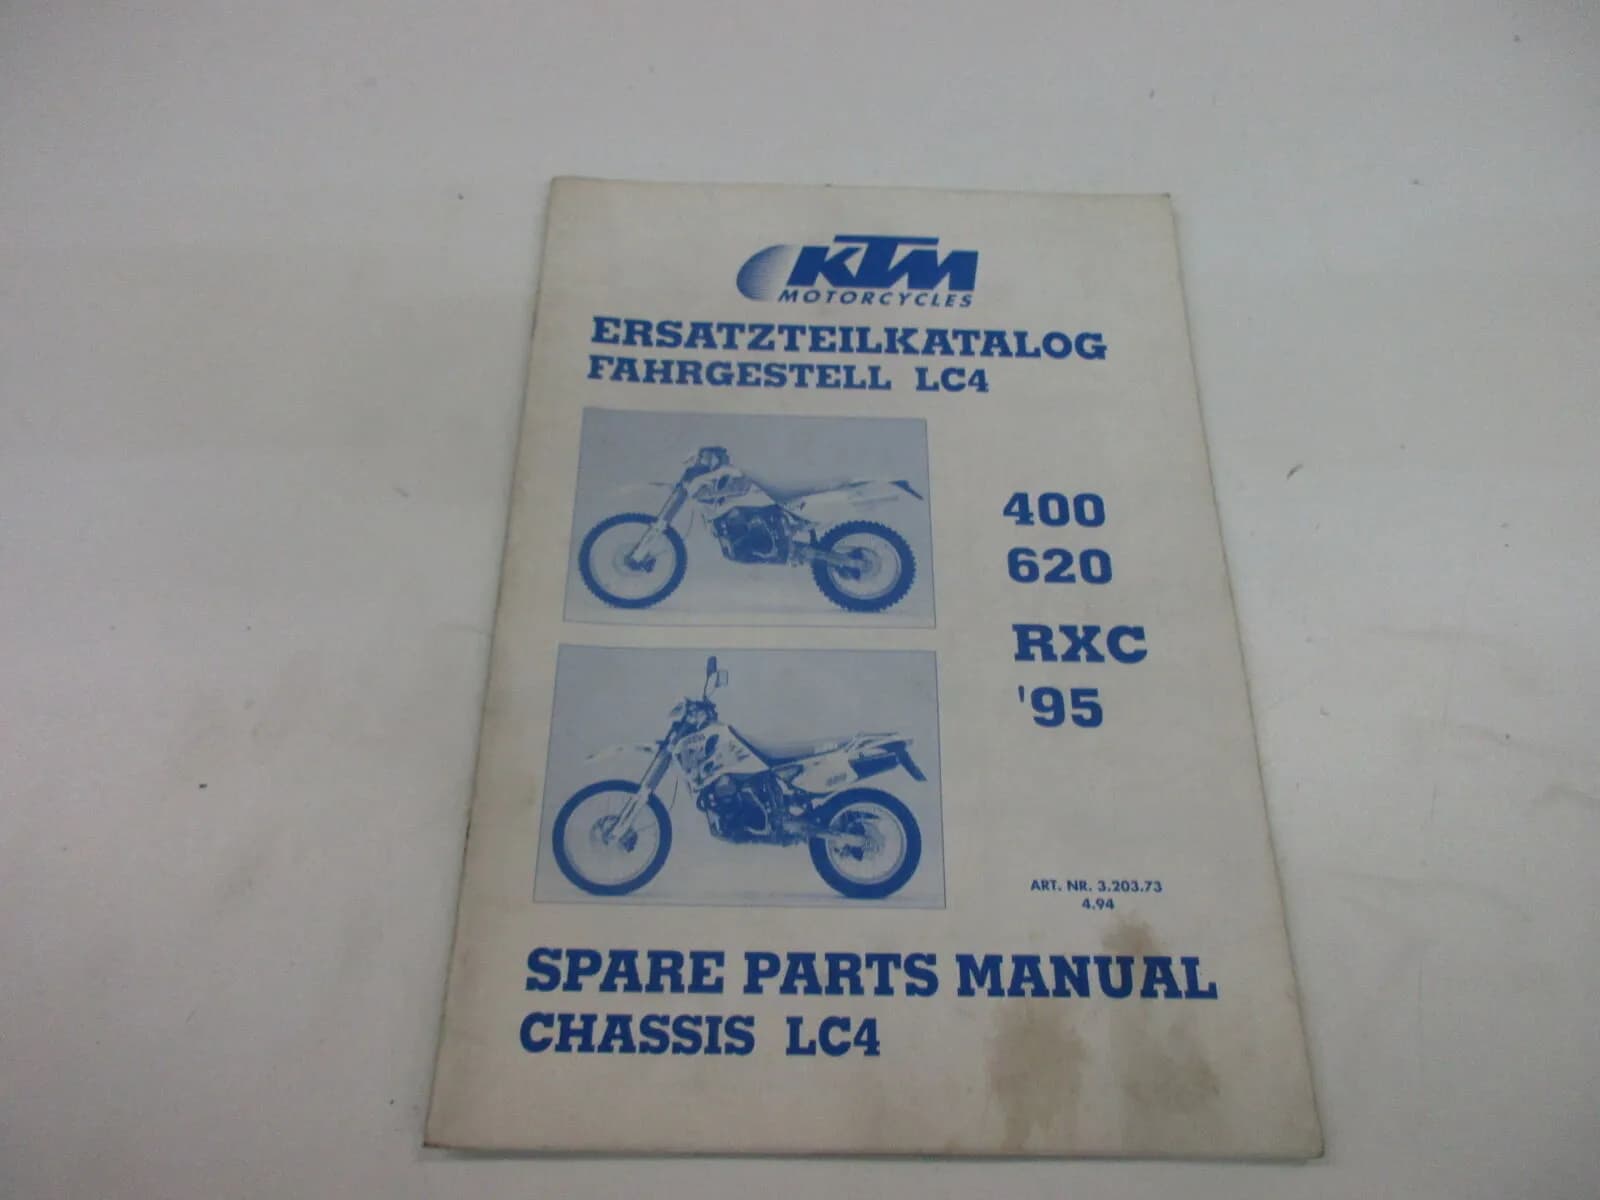 KTM
MOTORCYCLES
ERSATZTEILKATALOG
FAHRGESTELL LC4
400
620
RXC
'95
ART. NR. 3.203.73
4.94
SPARE PARTS MANUAL
CHASSIS LC4